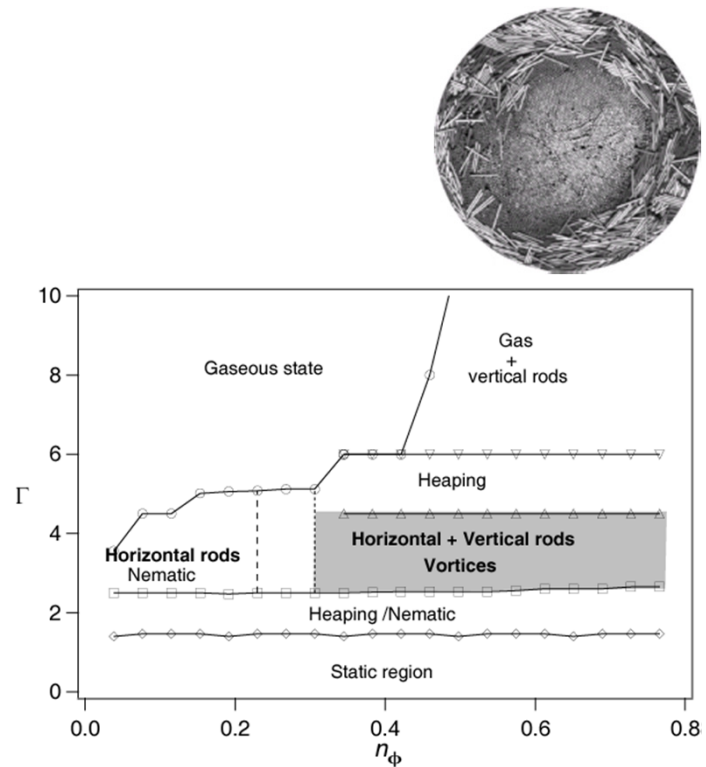 10
Gas
+
Gaseous state
vertical rods
8
6
Heaping
Γ
4
Horizontal + Vertical rods
Horizontal rods
Vortices
Nematic
2
Heaping /Nematic
Static region
0
0.0 0.2 0.4 0.6 0.8
nϕ